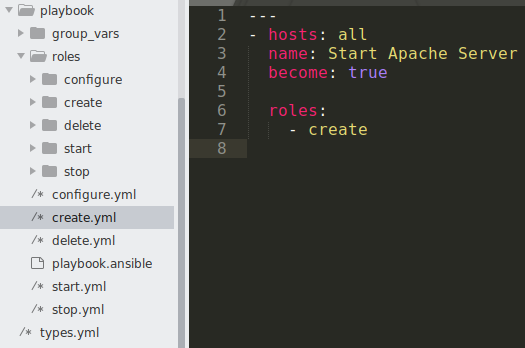 playbook
group_vars
roles
configure
create
delete
start
stop
/* configure.yml
/* create.yml
/* delete.yml
playbook.ansible
/* start.yml
/* stop.yml
/* types.yml
1 ---
2 - hosts: all
3   name: Start Apache Server
4   become: true
5
6   roles:
7     - create
8